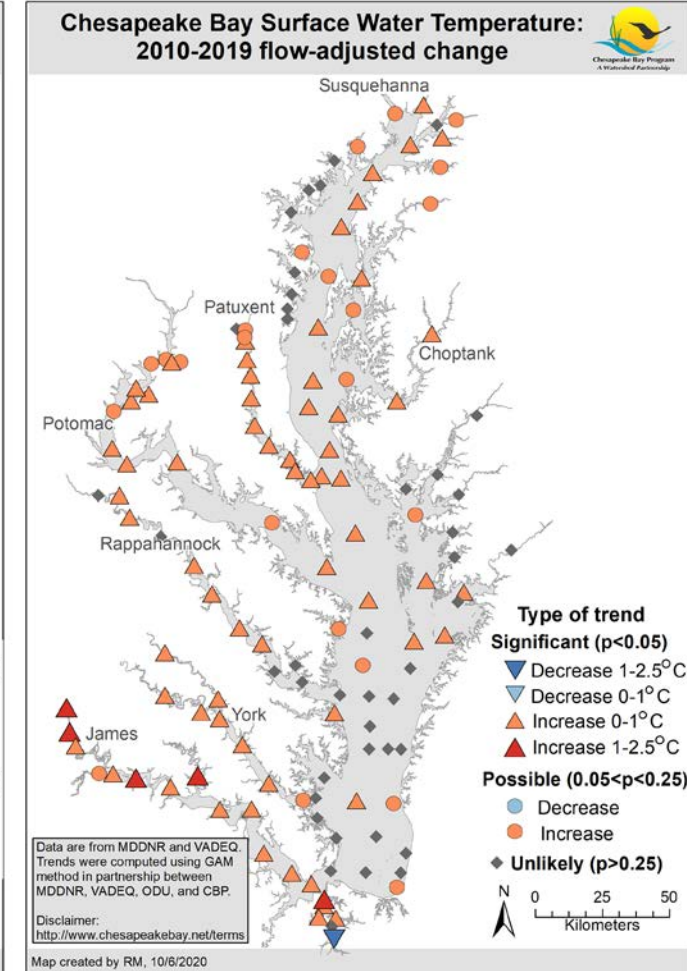 Chesapeake Bay Surface Water Temperature:
2010-2019 flow-adjusted change
Chesapeake Bay Program
A Watershed Partnership
Susquehanna
Patuxent
Choptank
Potomac
Rappahannock
York
James
Type of trend
Significant (p<0.05)
Decrease 1-2.5°C
Decrease 0-1°C
Increase 0-1°C
Increase 1-2.5°C
Possible (0.05<p<0.25)
Decrease
Increase
Unlikely (p>0.25)
N
0 25 50
Kilometers
Data are from MDDNR and VADEQ.
Trends were computed using GAM
method in partnership between
MDDNR, VADEQ, ODU, and CBP.
Disclaimer:
http://www.chesapeakebay.net/terms
Map created by RM, 10/6/2020